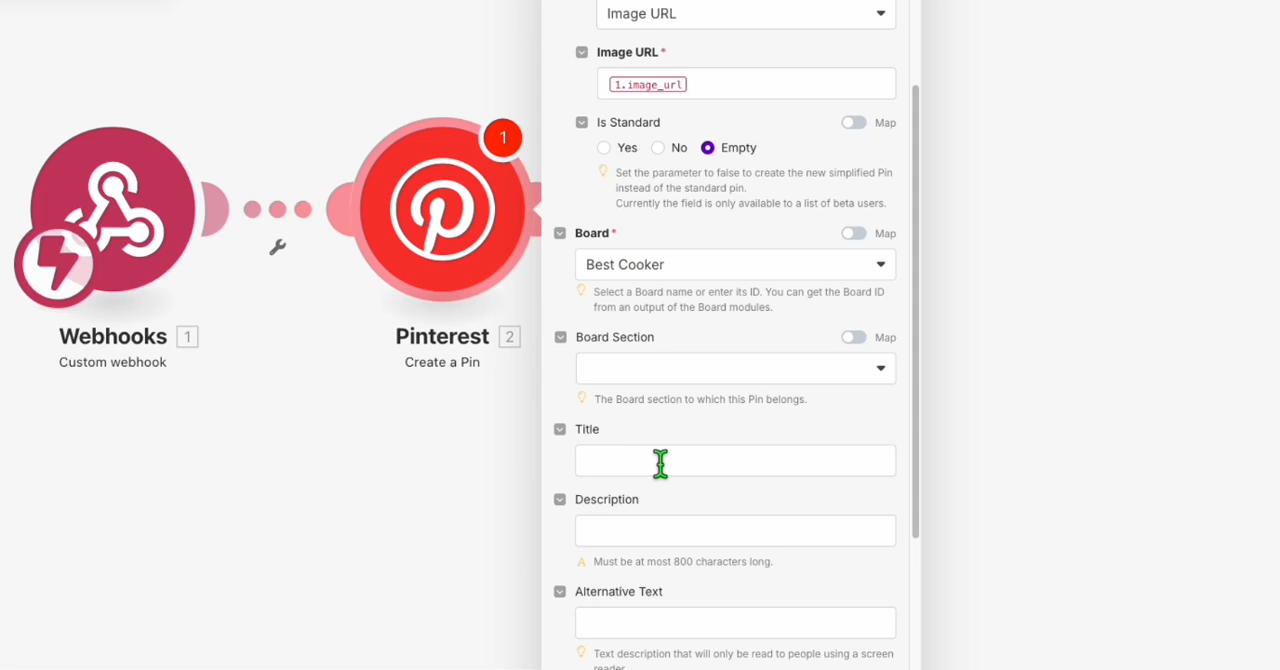 Image URL
Image URL *
1.image_url
Is Standard
Map
Yes
No
Empty
Set the parameter to false to create the new simplified Pin
instead of the standard pin.
Currently the field is only available to a list of beta users.
Board *
Map
Best Cooker
Select a Board name or enter its ID. You can get the Board ID
from an output of the Board modules.
Board Section
Map
The Board section to which this Pin belongs.
Title
Description
A Must be at most 800 characters long.
Alternative Text
Text description that will only be read to people using a screen
reader.
1
Webhooks 1
Custom webhook
Pinterest 2
Create a Pin